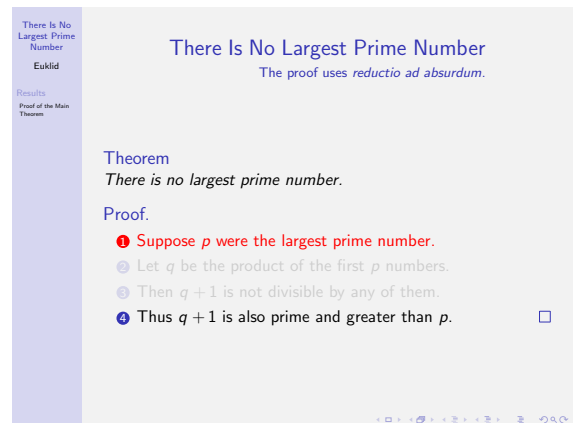 There Is No
Largest Prime
Number
Euklid
Results
Proof of the Main
Theorem
There Is No Largest Prime Number
The proof uses reductio ad absurdum.
Theorem
There is no largest prime number.
Proof.
1 Suppose p were the largest prime number.
2 Let q be the product of the first p numbers.
3 Then q + 1 is not divisible by any of them.
4 Thus q + 1 is also prime and greater than p. □